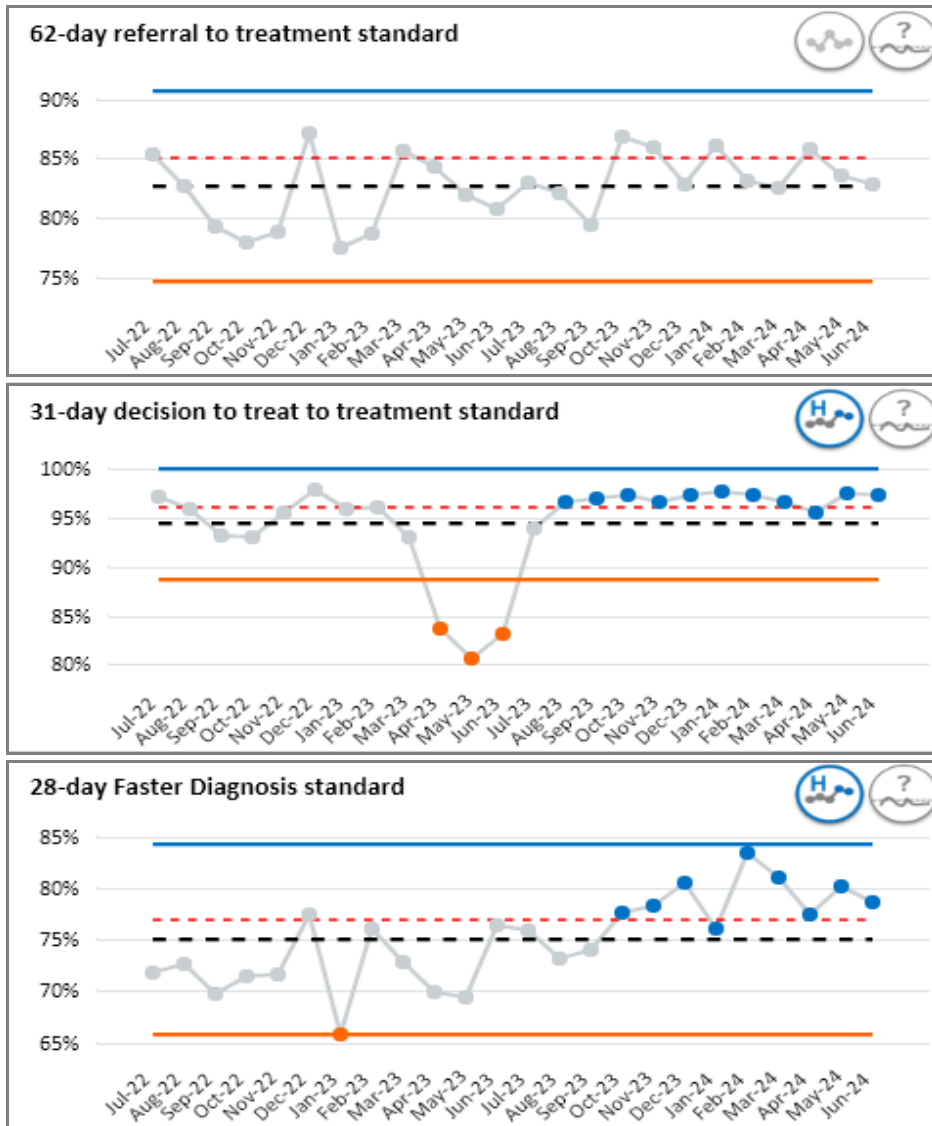 62-day referral to treatment standard
?
90%
85%
80%
75%
Jul-22 Aug-22 Sep-22 Oct-22 Nov-22 Dec-22 Jan-23 Feb-23 Mar-23 Apr-23 May-23 Jun-23 Jul-23 Aug-23 Sep-23 Oct-23 Nov-23 Dec-23 Jan-24 Feb-24 Mar-24 Apr-24 May-24 Jun-24
31-day decision to treat to treatment standard
H ?
100%
95%
90%
85%
80%
Jul-22 Aug-22 Sep-22 Oct-22 Nov-22 Dec-22 Jan-23 Feb-23 Mar-23 Apr-23 May-23 Jun-23 Jul-23 Aug-23 Sep-23 Oct-23 Nov-23 Dec-23 Jan-24 Feb-24 Mar-24 Apr-24 May-24 Jun-24
28-day Faster Diagnosis standard
H ?
85%
80%
75%
70%
65%
Jul-22 Aug-22 Sep-22 Oct-22 Nov-22 Dec-22 Jan-23 Feb-23 Mar-23 Apr-23 May-23 Jun-23 Jul-23 Aug-23 Sep-23 Oct-23 Nov-23 Dec-23 Jan-24 Feb-24 Mar-24 Apr-24 May-24 Jun-24